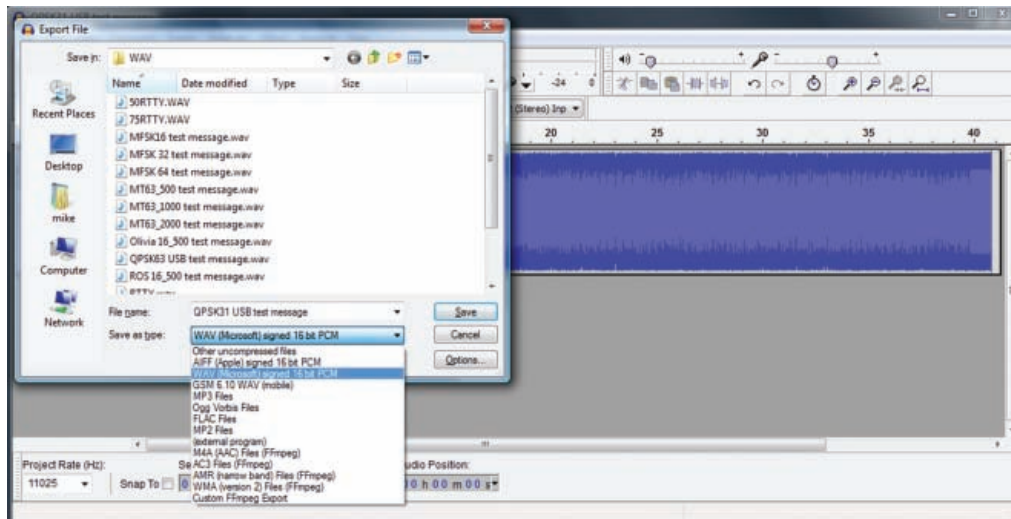 Export File
Save in:
WAV
Name
Date modified
Type
Size
Recent Places
Desktop
mike
Computer
Network
50RTTY.WAV
75RTTY.WAV
MFSK16 test message.wav
MFSK 32 test message.wav
MFSK 64 test message.wav
MT63_500 test message.wav
MT63_1000 test message.wav
MT63_2000 test message.wav
Olivia 16_500 test message.wav
QPSK63 USB test message.wav
ROS 16_500 test message.wav
File name:
QPSK31 USB test message
Save
Save as type:
WAV (Microsoft) signed 16 bit PCM
Cancel
Options...
Other uncompressed files
AIFF (Apple) signed 16 bit PCM
WAV (Microsoft) signed 16 bit PCM
GSM 6.10 WAV (mobile)
MP3 Files
Ogg Vorbis Files
FLAC Files
MP2 Files
(external program)
M4A (AAC) Files (FFmpeg)
AC3 Files (FFmpeg)
AMR (narrow band) Files (FFmpeg)
WMA (version 2) Files (FFmpeg)
Custom FFmpeg Export
-24 0
(Stereo) Inp
20 25 30 35 40
Project Rate (Hz):
11025
Snap To
udio Position:
0 h 00 m 00 s